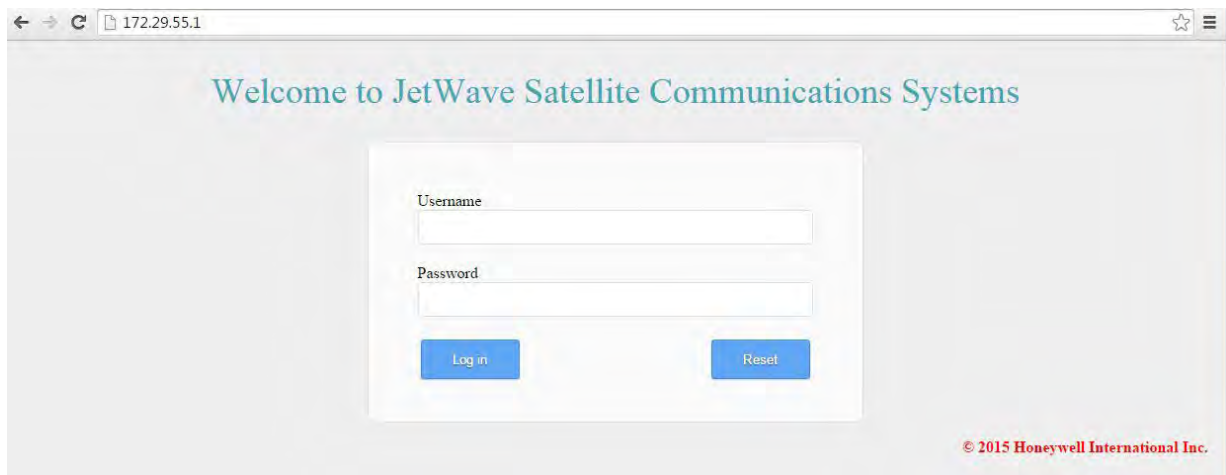 172.29.55.1
Welcome to JetWave Satellite Communications Systems
Username
Password
Log in Reset
© 2015 Honeywell International Inc.